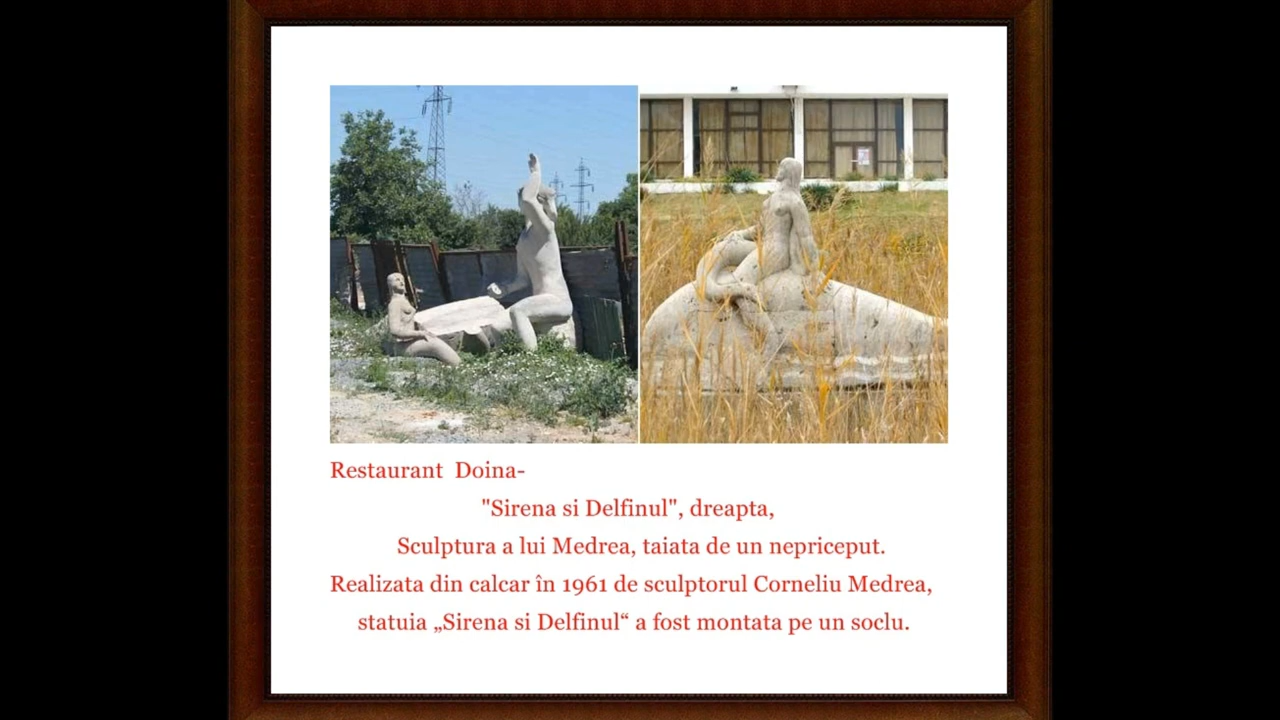 Restaurant Doina-
"Sirena si Delfinul", dreapta,
Sculptura a lui Medrea, taiata de un nepriceput.
Realizata din calcar în 1961 de sculptorul Corneliu Medrea,
statuia „Sirena si Delfinul“ a fost montata pe un soclu.